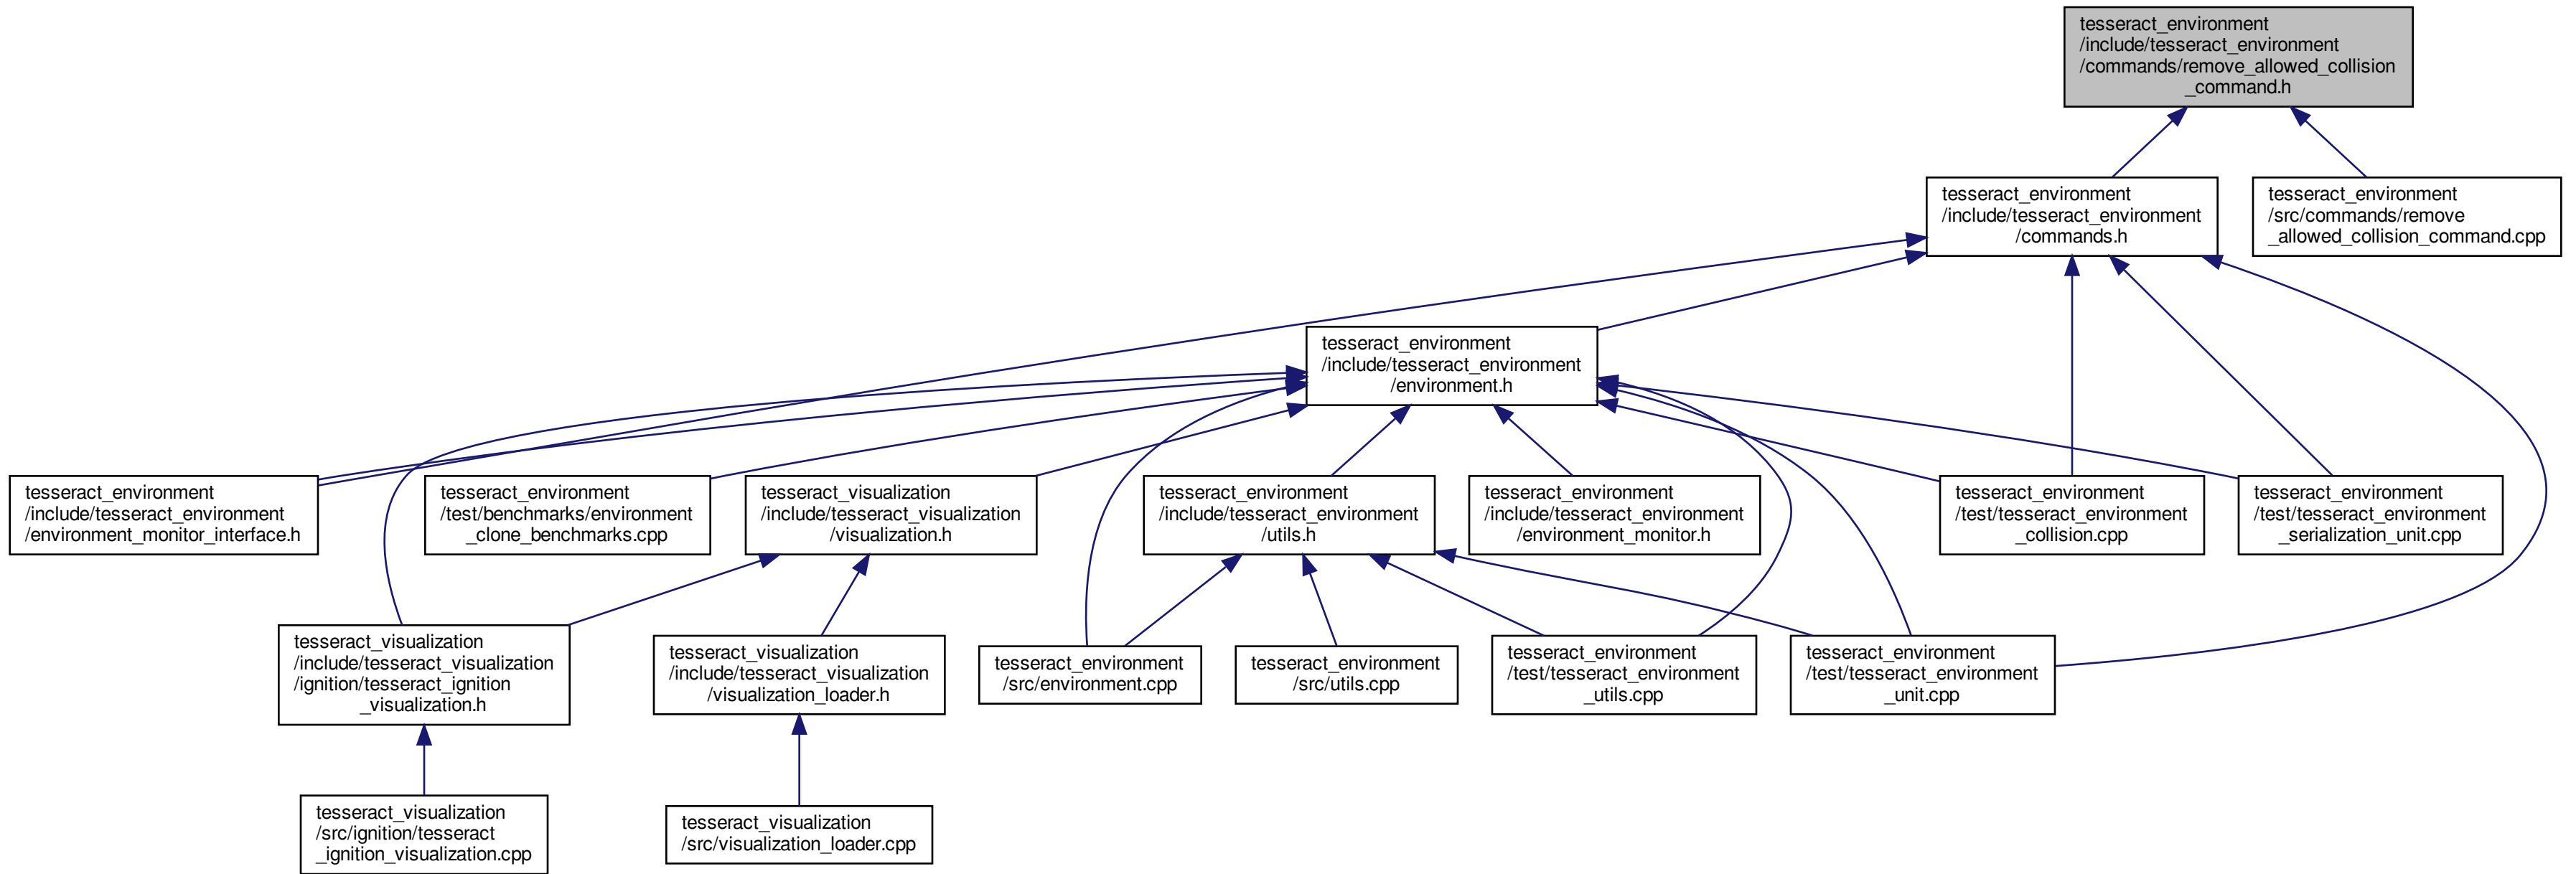 tesseract_environment
/include/tesseract_environment
/commands/remove_allowed_collision
_command.h
tesseract_environment
/include/tesseract_environment
/commands.h
tesseract_environment
/src/commands/remove
_allowed_collision_command.cpp
tesseract_environment
/include/tesseract_environment
/environment.h
tesseract_environment
/include/tesseract_environment
/environment_monitor_interface.h
tesseract_environment
/test/benchmarks/environment
_clone_benchmarks.cpp
tesseract_visualization
/include/tesseract_visualization
/visualization.h
tesseract_environment
/include/tesseract_environment
/utils.h
tesseract_environment
/include/tesseract_environment
/environment_monitor.h
tesseract_environment
/test/tesseract_environment
_collision.cpp
tesseract_environment
/test/tesseract_environment
_serialization_unit.cpp
tesseract_visualization
/include/tesseract_visualization
/ignition/tesseract_ignition
_visualization.h
tesseract_visualization
/include/tesseract_visualization
/visualization_loader.h
tesseract_environment
/src/environment.cpp
tesseract_environment
/src/utils.cpp
tesseract_environment
/test/tesseract_environment
_utils.cpp
tesseract_environment
/test/tesseract_environment
_unit.cpp
tesseract_visualization
/src/ignition/tesseract
_ignition_visualization.cpp
tesseract_visualization
/src/visualization_loader.cpp